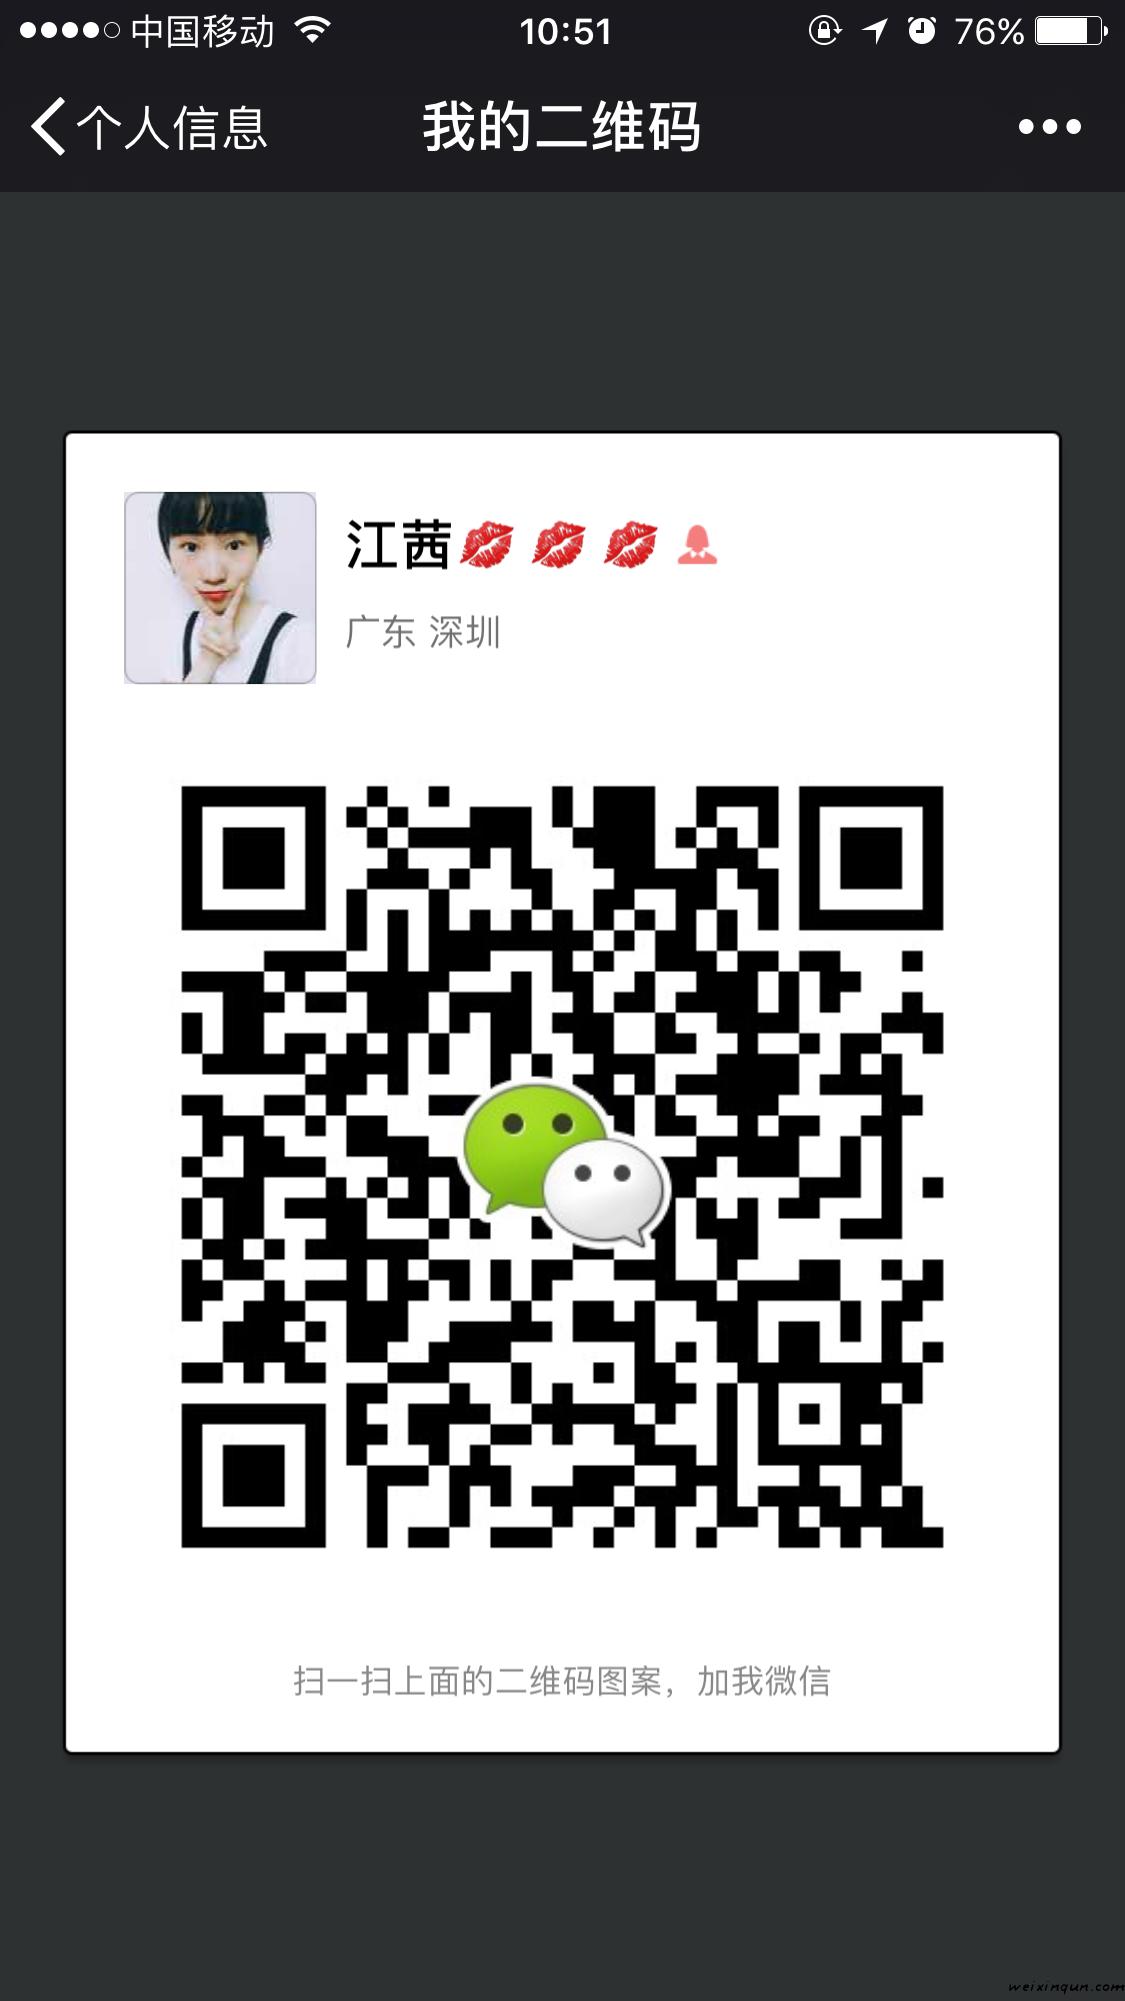 中国移动 10:51 76%
个人信息 我的二维码
江茜💋💋💋
广东 深圳
扫一扫上面的二维码图案，加我微信
weixinqun.com